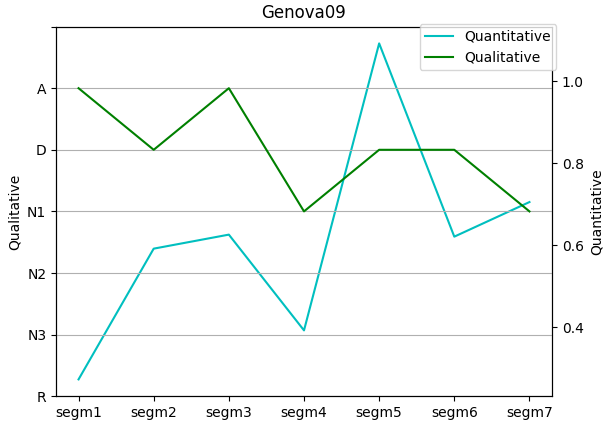 Genova09
Quantitative
Qualitative
A
D
N1
N2
N3
R
Qualitative
1.0
0.8
0.6
0.4
Quantitative
segm1 segm2 segm3 segm4 segm5 segm6 segm7